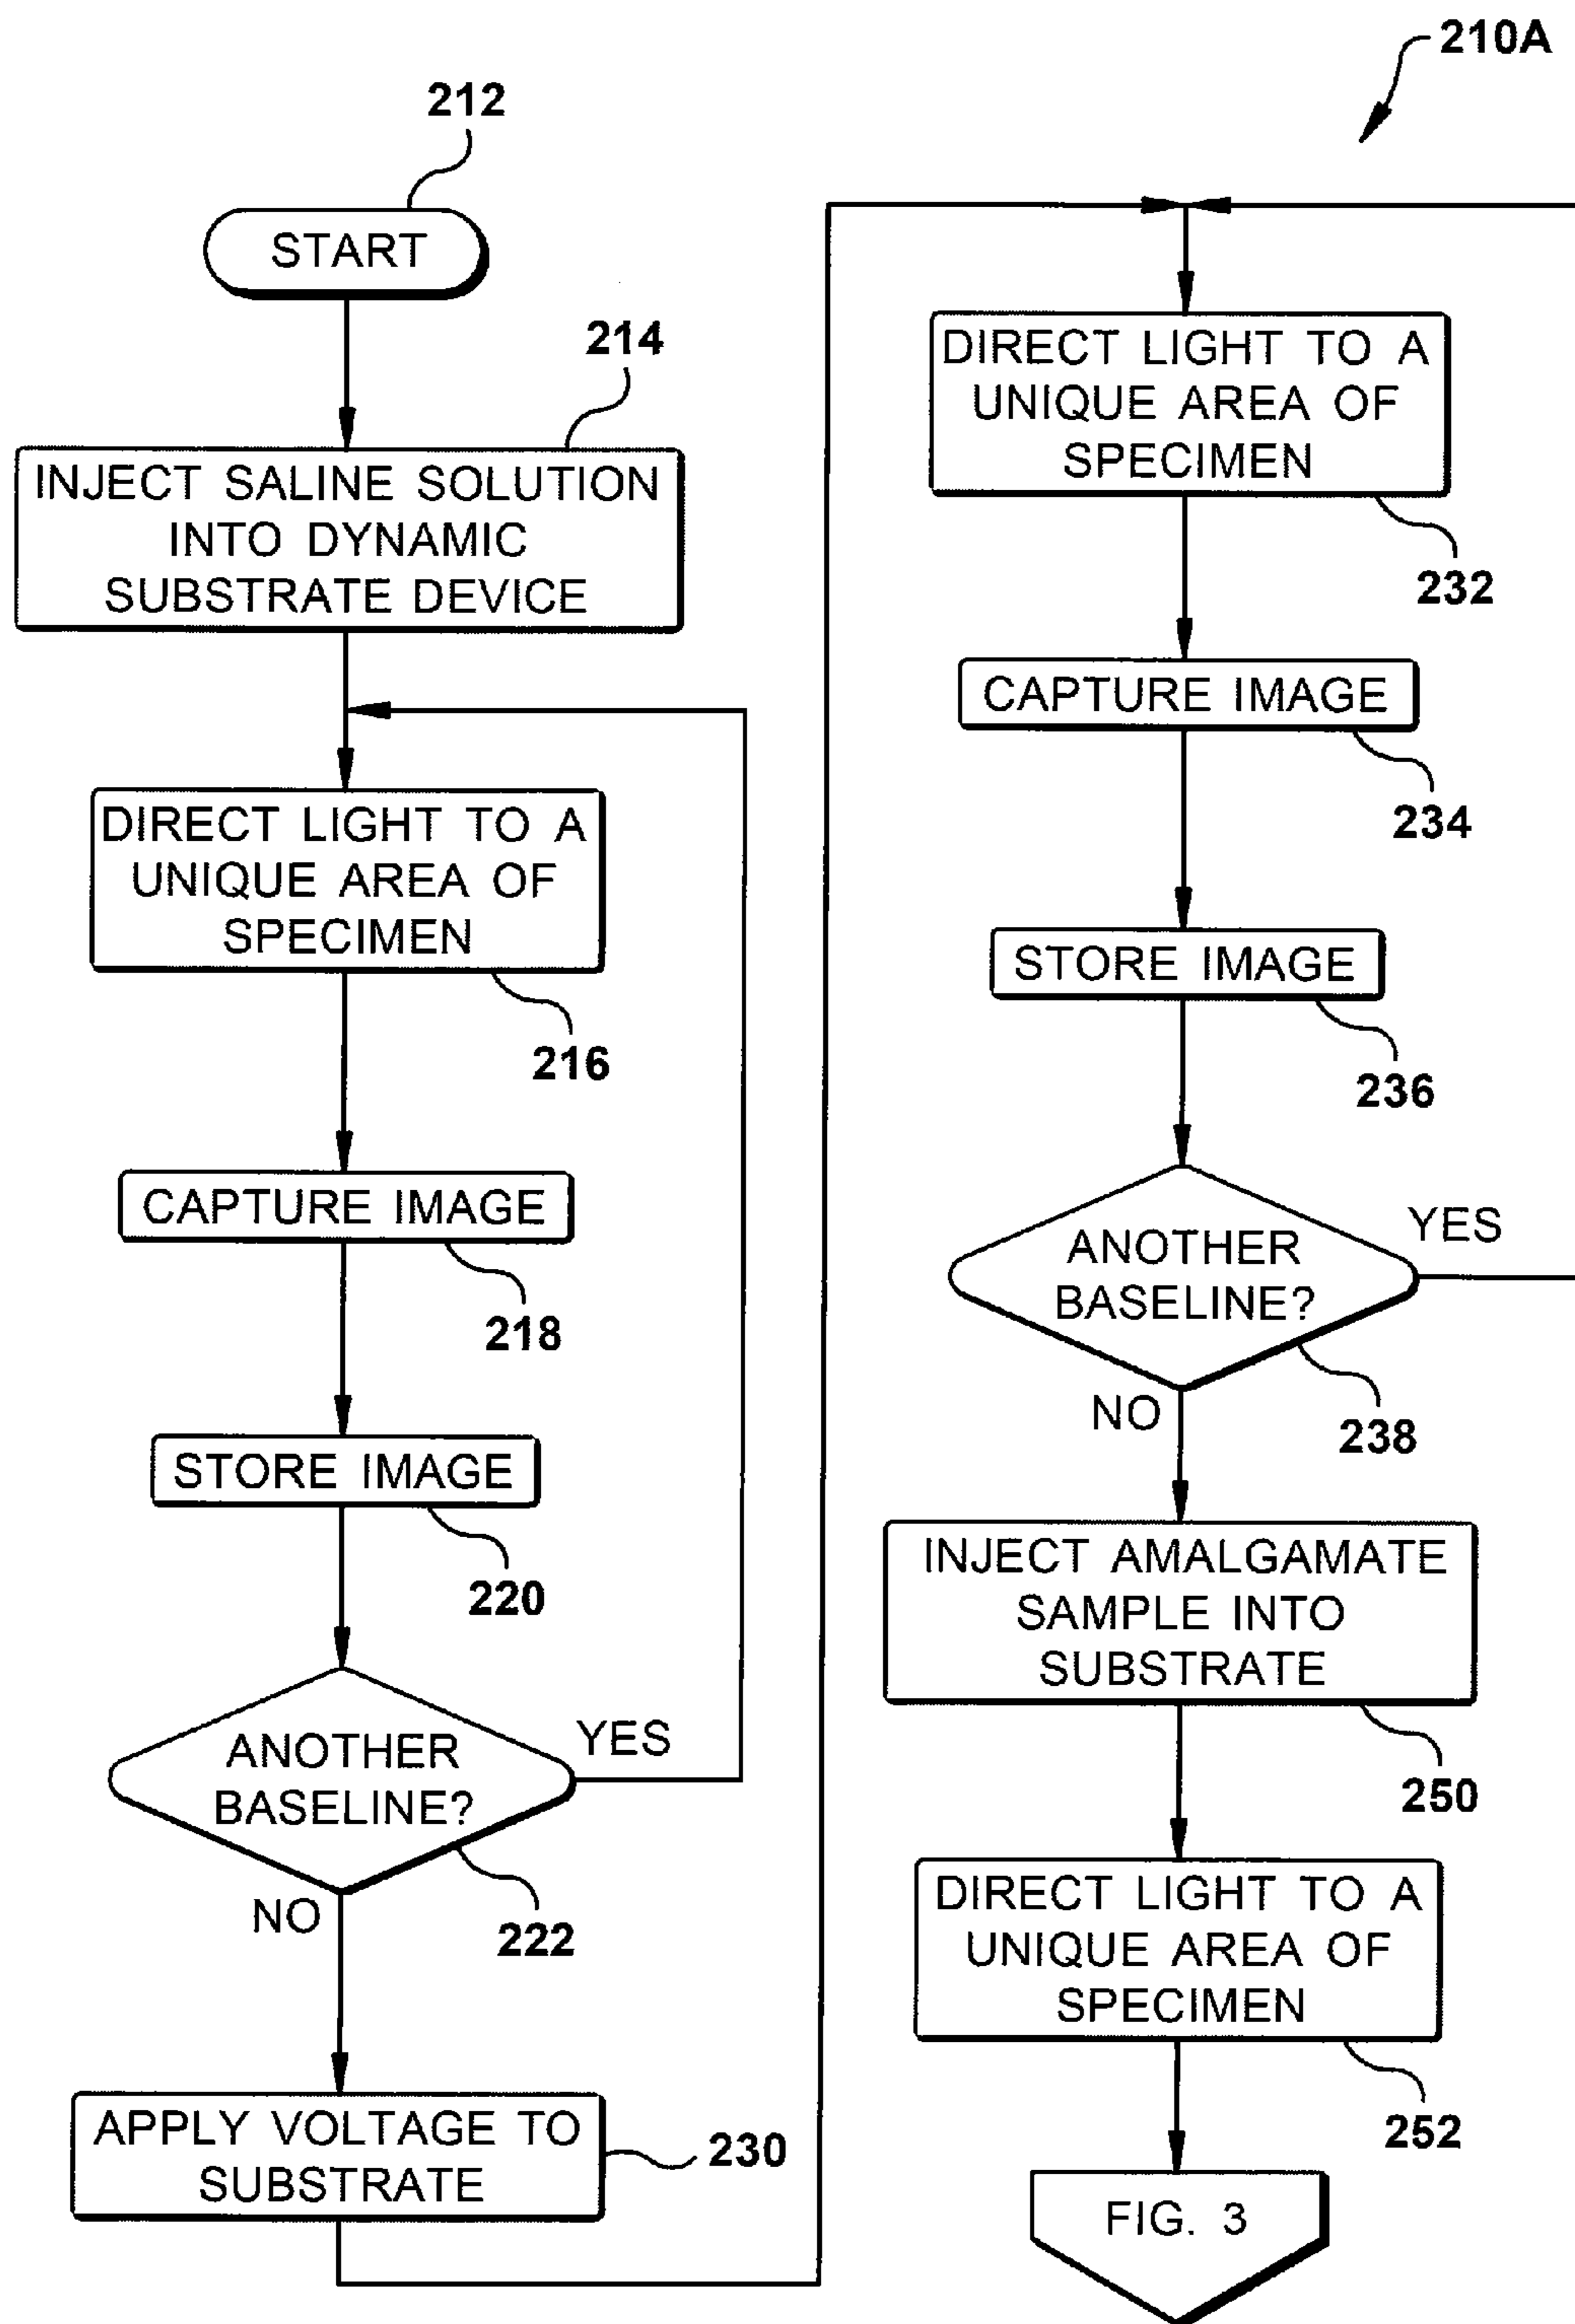 210A
212
START
214
INJECT SALINE SOLUTION
INTO DYNAMIC
SUBSTRATE DEVICE
DIRECT LIGHT TO A
UNIQUE AREA OF
SPECIMEN
216
CAPTURE IMAGE
218
STORE IMAGE
220
ANOTHER
BASELINE?
YES
NO
222
APPLY VOLTAGE TO
SUBSTRATE
230
DIRECT LIGHT TO A
UNIQUE AREA OF
SPECIMEN
232
CAPTURE IMAGE
234
STORE IMAGE
236
ANOTHER
BASELINE?
YES
NO
238
INJECT AMALGAMATE
SAMPLE INTO
SUBSTRATE
250
DIRECT LIGHT TO A
UNIQUE AREA OF
SPECIMEN
252
FIG. 3